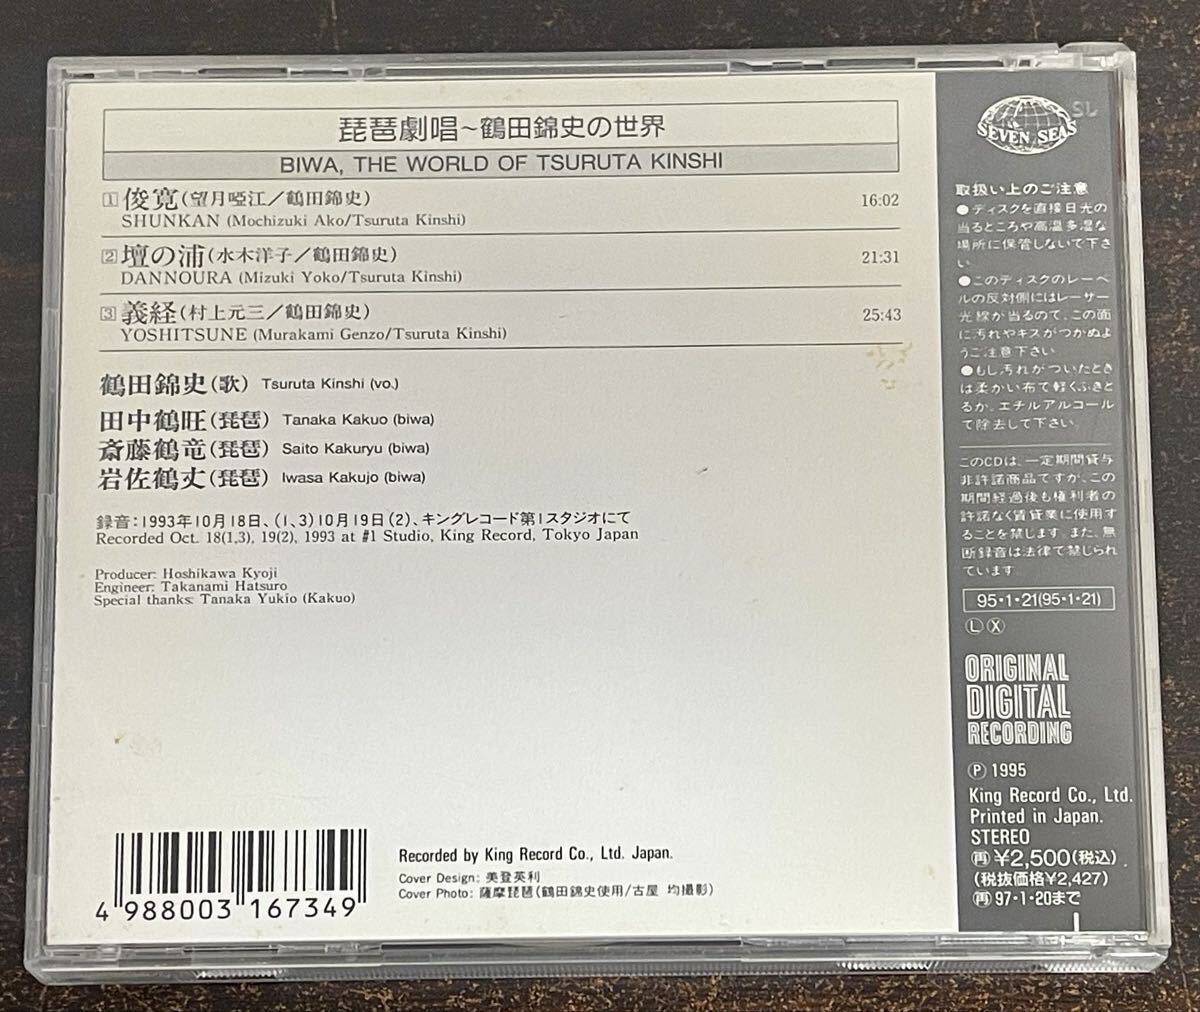 琵琶劇唱～鶴田錦史の世界
BIWA, THE WORLD OF TSURUTA KINSHI
1 俊寛(望月唖江／鶴田錦史) 16:02
SHUNKAN (Mochizuki Ako/Tsuruta Kinshi)
2 壇の浦(水木洋子／鶴田錦史) 21:31
DANNOURA (Mizuki Yoko/Tsuruta Kinshi)
3 義経(村上元三／鶴田錦史) 25:43
YOSHITSUNE (Murakami Genzo/Tsuruta Kinshi)
鶴田錦史(歌) Tsuruta Kinshi (vo.)
田中鶴旺(琵琶) Tanaka Kakuo (biwa)
斎藤鶴竜(琵琶) Saito Kakuryu (biwa)
岩佐鶴丈(琵琶) Iwasa Kakujo (biwa)
録音：1993年10月18日、(1、3)10月19日(2)、キングレコード第1スタジオにて
Recorded Oct. 18(1,3), 19(2), 1993 at #1 Studio, King Record, Tokyo Japan
Producer: Hoshikawa Kyoji
Engineer: Takanami Hatsuro
Special thanks: Tanaka Yukio (Kakuo)
4 988003 167349
Recorded by King Record Co., Ltd. Japan.
Cover Design: 美登英利
Cover Photo: 薩摩琵琶(鶴田錦史使用/古屋 均撮影)
SEVEN SEAS
取扱い上のご注意
●ディスクを直接日光の
当るところや高温多湿な
場所に保管しないで下さ
い
●このディスクのレーベ
ルの反対側にはレーサー
光線が当るので、この面
に汚れやキスがつかぬよ
うご注意下さい
●もし汚れがついたとき
は柔かい布で軽くふきと
るか、エチルアルコール
て除去して下さい。
このCDは、一定期間貸与
非許諾商品ですが、この
期間経過後も権利者の
許諾なく賃貸業に使用す
ることを禁します。また、無
断録音は法律で禁じられ
ています
95・1・21(95・1・21)
Ⓛ Ⓧ
ORIGINAL
DIGITAL
RECORDING
Ⓟ 1995
King Record Co., Ltd.
Printed in Japan.
STEREO
㊢¥2,500(税込)
(税抜価格¥2,427)
97・1・20まで